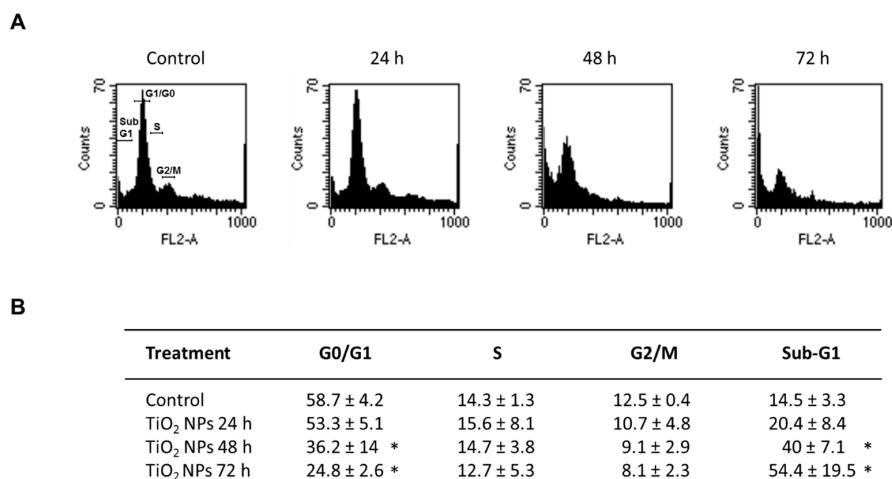 A
Control 24 h 48 h 72 h
70 70 70 70
G1/G0
Sub
G1
S
G2/M
Counts Counts Counts Counts
0 0 0 0
0 1000 0 1000 0 1000 0 1000
FL2-A FL2-A FL2-A FL2-A
B
Treatment G0/G1 S G2/M Sub-G1
Control 58.7 ± 4.2 14.3 ± 1.3 12.5 ± 0.4 14.5 ± 3.3
TiO₂ NPs 24 h 53.3 ± 5.1 15.6 ± 8.1 10.7 ± 4.8 20.4 ± 8.4
TiO₂ NPs 48 h 36.2 ± 14 * 14.7 ± 3.8 9.1 ± 2.9 40 ± 7.1 *
TiO₂ NPs 72 h 24.8 ± 2.6 * 12.7 ± 5.3 8.1 ± 2.3 54.4 ± 19.5 *